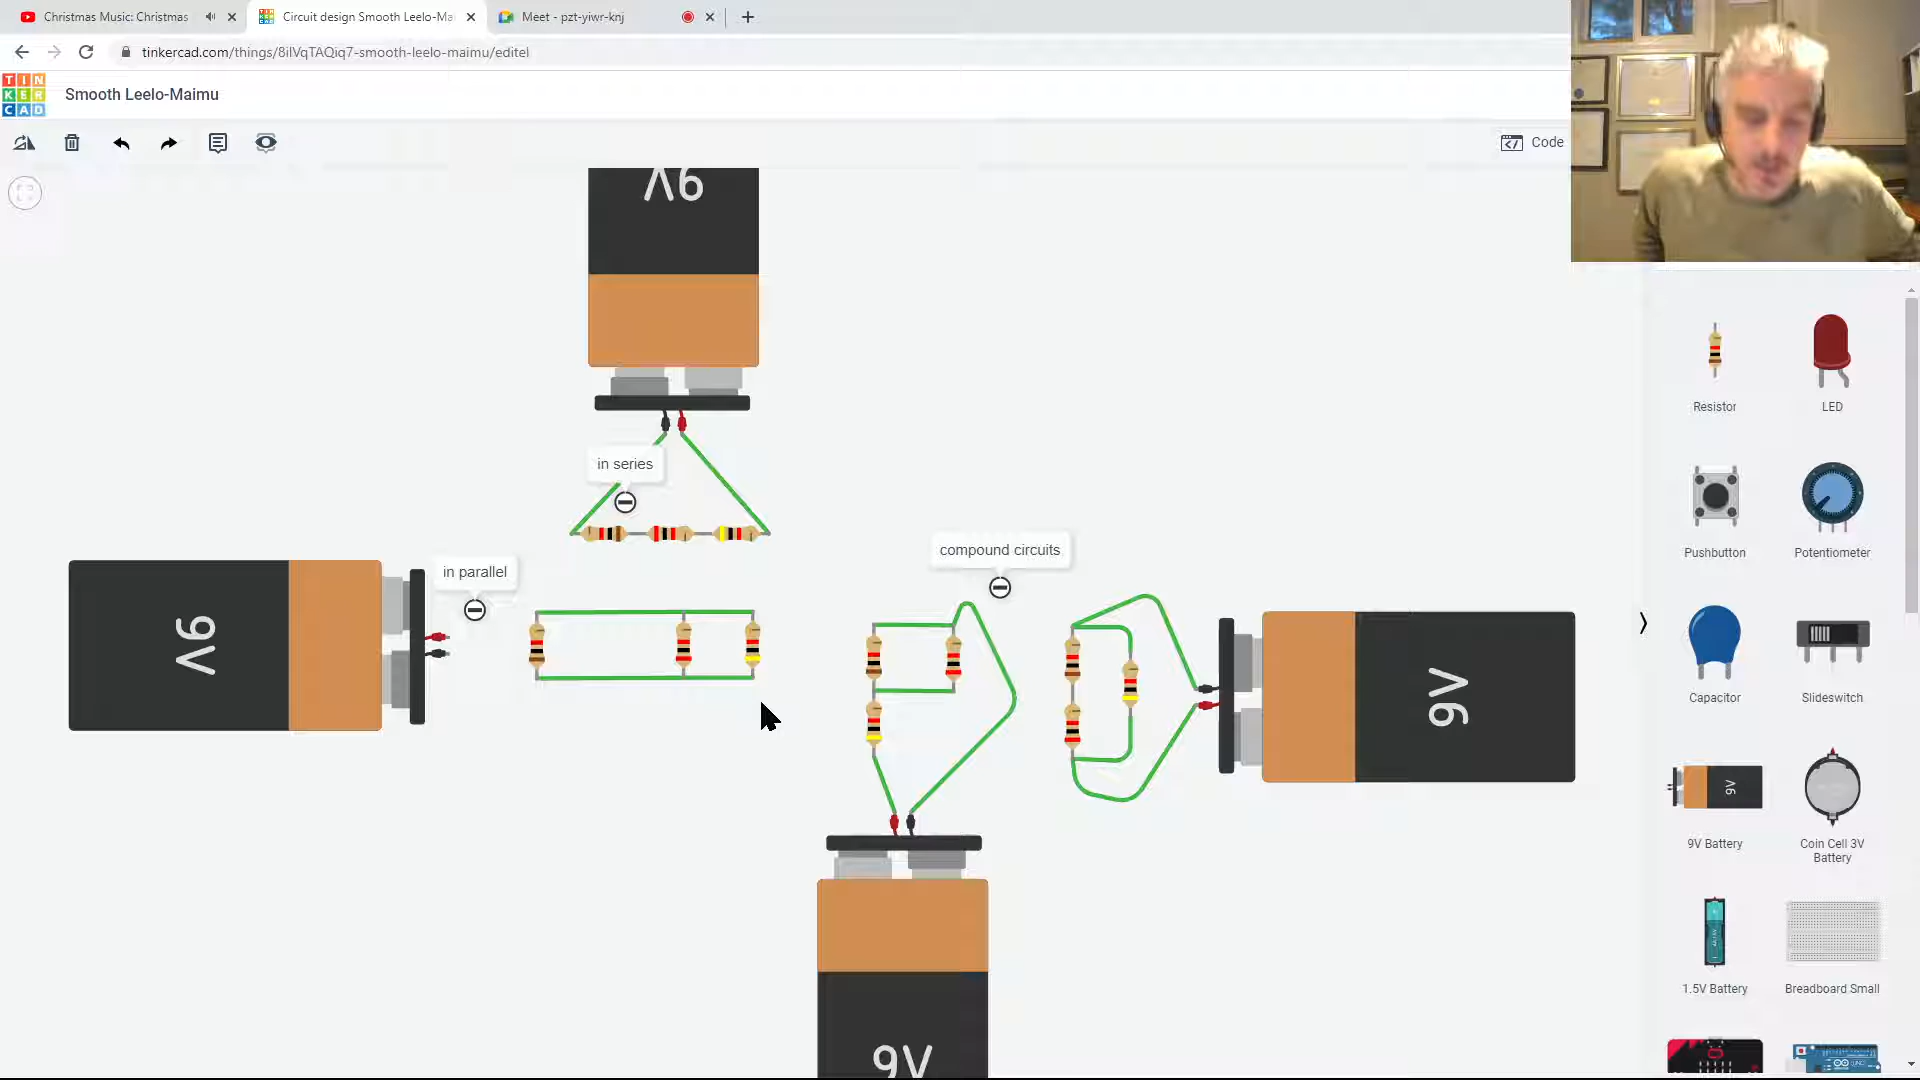 Christmas Music: Christmas
Circuit design Smooth Leelo-Ma
Meet - pzt-yiwr-knj
tinkercad.com/things/8ilVqTAQiq7-smooth-leelo-maimu/editel
TIN
KER
CAD
Smooth Leelo-Maimu
Code
9V
in series
in parallel
compound circuits
9V
9V
9V
Resistor
LED
Pushbutton
Potentiometer
Capacitor
Slideswitch
9V
9V Battery
Coin Cell 3V
Battery
1.5V Battery
Breadboard Small